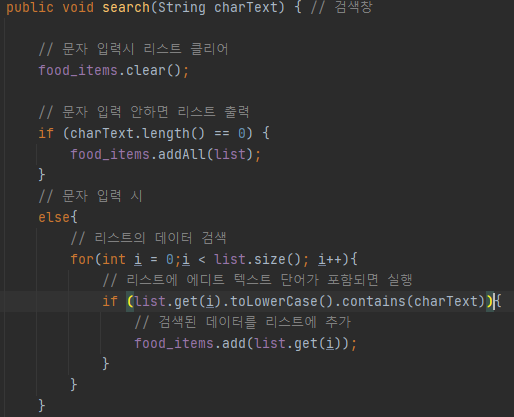 public void search(String charText) { // 검색창
// 문자 입력시 리스트 클리어
food_items.clear();
// 문자 입력 안하면 리스트 출력
if (charText.length() == 0) {
food_items.addAll(list);
}
// 문자 입력 시
else{
// 리스트의 데이터 검색
for(int i = 0;i < list.size(); i++){
// 리스트에 에디트 텍스트 단어가 포함되면 실행
if (list.get(i).toLowerCase().contains(charText)){
// 검색된 데이터를 리스트에 추가
food_items.add(list.get(i));
}
}
}